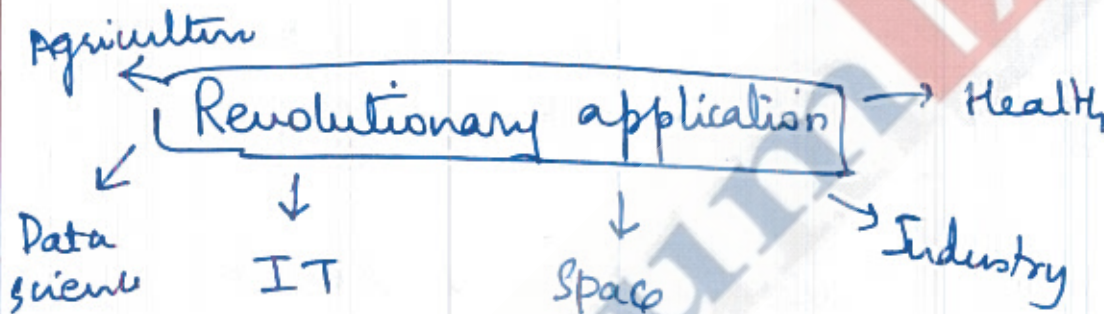 Agriculture
Revolutionary application
Health
Data
science
IT
Space
Industry